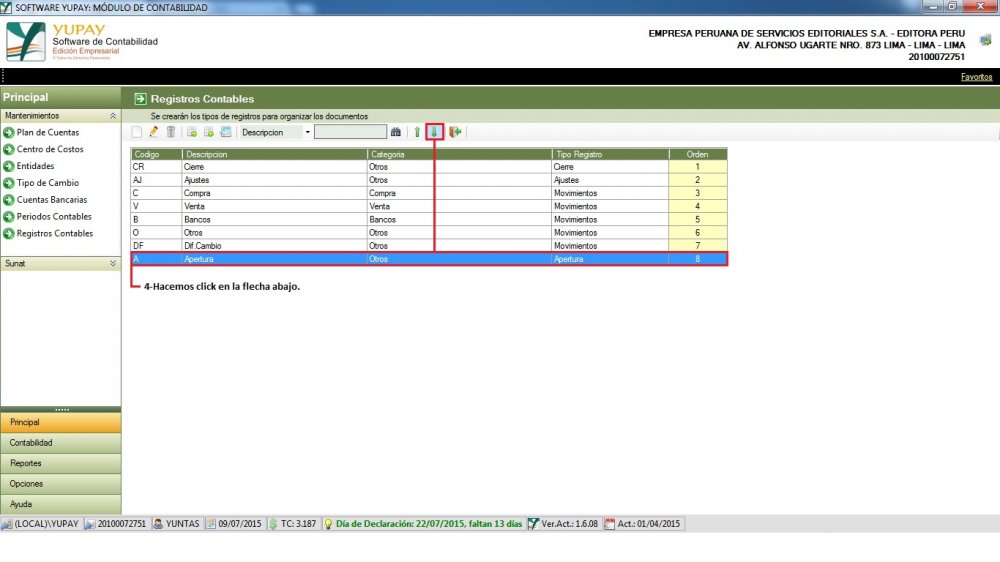 SOFTWARE YUPAY: MÓDULO DE CONTABILIDAD
YUPAY
Software de Contabilidad
Edición Empresarial
EMPRESA PERUANA DE SERVICIOS EDITORIALES S.A. - EDITORA PERU
AV. ALFONSO UGARTE NRO. 873 LIMA - LIMA - LIMA
20100072751
Favoritos
Principal
Mantenimientos
Plan de Cuentas
Centro de Costos
Entidades
Tipo de Cambio
Cuentas Bancarias
Periodos Contables
Registros Contables
Sunat
Registros Contables
Se crearán los tipos de registros para organizar los documentos
Descripcion
Codigo Descripcion Categoria Tipo Registro Orden
CR Cierre Otros Cierre 1
AJ Ajustes Otros Ajustes 2
C Compra Compra Movimientos 3
V Venta Venta Movimientos 4
B Bancos Bancos Movimientos 5
O Otros Otros Movimientos 6
DF Dif.Cambio Otros Movimientos 7
A Apertura Otros Apertura 8
4-Hacemos click en la flecha abajo.
Principal
Contabilidad
Reportes
Opciones
Ayuda
(LOCAL)\YUPAY 20100072751 YUNTAS 09/07/2015 TC: 3.187 Día de Declaración: 22/07/2015, faltan 13 días Ver.Act.: 1.6.08 Act.: 01/04/2015